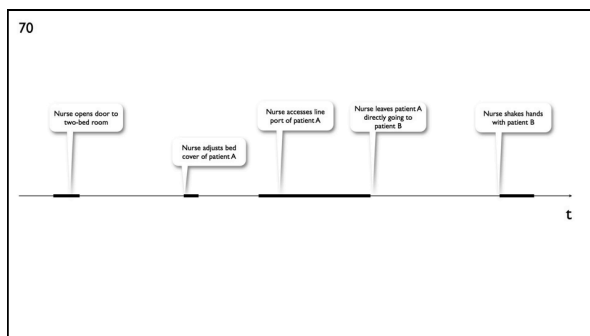 70
Nurse opens door to
two-bed room
Nurse adjusts bed
cover of patient A
Nurse accesses line
port of patient A
Nurse leaves patient A
directly going to
patient B
Nurse shakes hands
with patient B
t